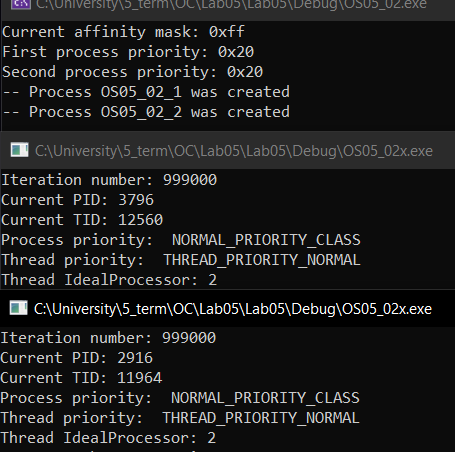 C:\University\5_term\OC\Lab05\Lab05\Debug\OS05_02.exe
Current affinity mask: 0xff
First process priority: 0x20
Second process priority: 0x20
-- Process OS05_02_1 was created
-- Process OS05_02_2 was created
C:\University\5_term\OC\Lab05\Lab05\Debug\OS05_02x.exe
Iteration number: 999000
Current PID: 3796
Current TID: 12560
Process priority:  NORMAL_PRIORITY_CLASS
Thread priority:  THREAD_PRIORITY_NORMAL
Thread IdealProcessor: 2
C:\University\5_term\OC\Lab05\Lab05\Debug\OS05_02x.exe
Iteration number: 999000
Current PID: 2916
Current TID: 11964
Process priority:  NORMAL_PRIORITY_CLASS
Thread priority:  THREAD_PRIORITY_NORMAL
Thread IdealProcessor: 2